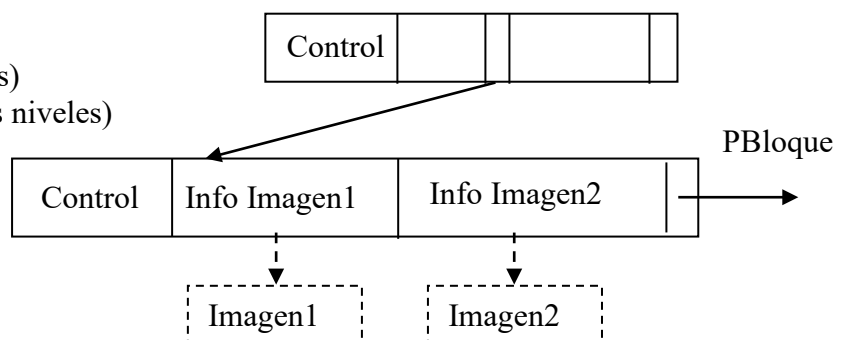 Control
s)
s niveles)
PBloque
Control Info Imagen1 Info Imagen2
Imagen1 Imagen2